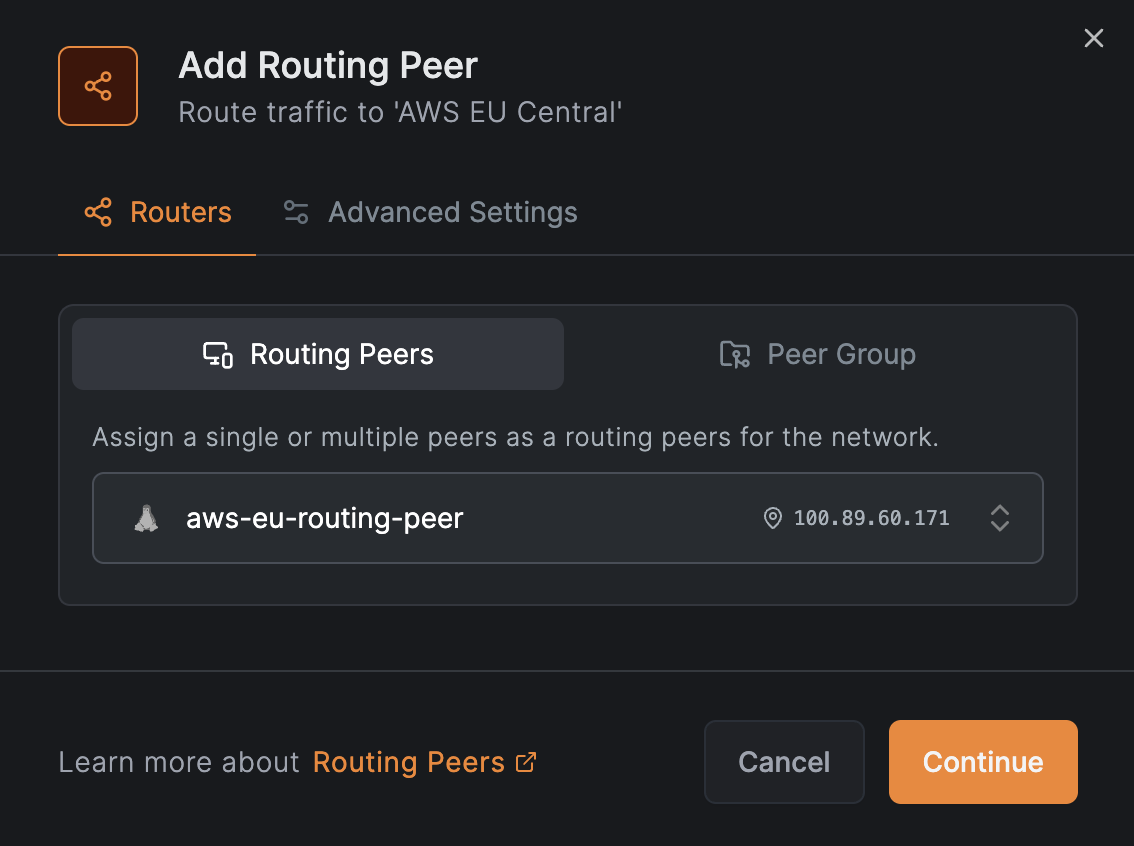 Add Routing Peer
Route traffic to 'AWS EU Central'
Routers
Advanced Settings
Routing Peers
Peer Group
Assign a single or multiple peers as a routing peers for the network.
aws-eu-routing-peer
100.89.60.171
Learn more about Routing Peers
Cancel
Continue